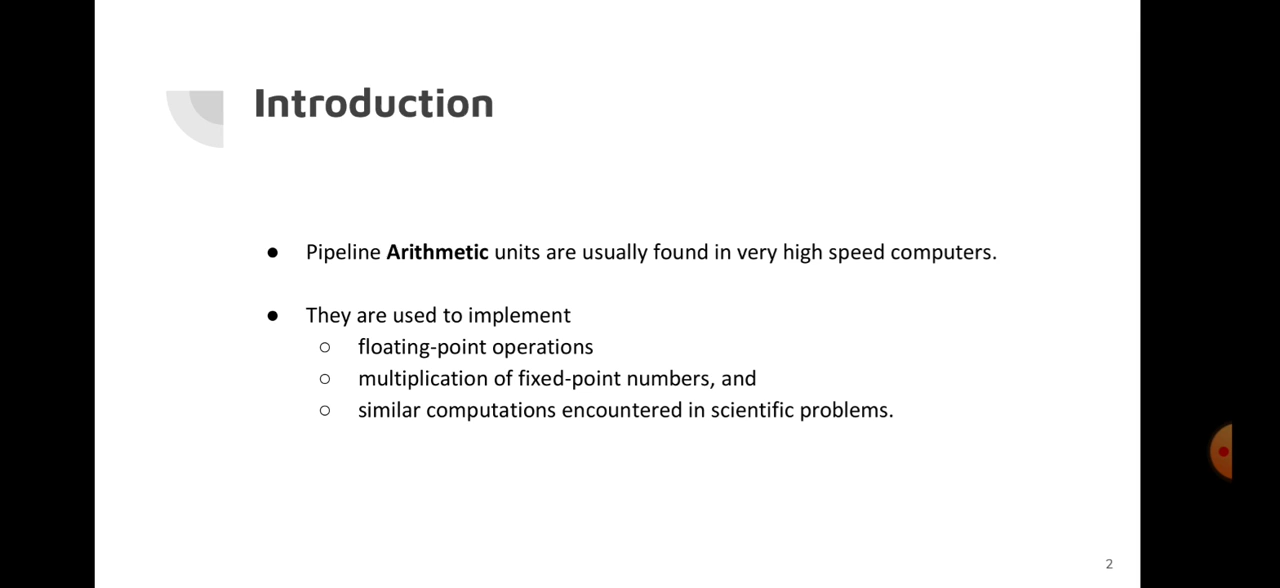 Introduction
● Pipeline Arithmetic units are usually found in very high speed computers.
● They are used to implement
○ floating-point operations
○ multiplication of fixed-point numbers, and
○ similar computations encountered in scientific problems.
2